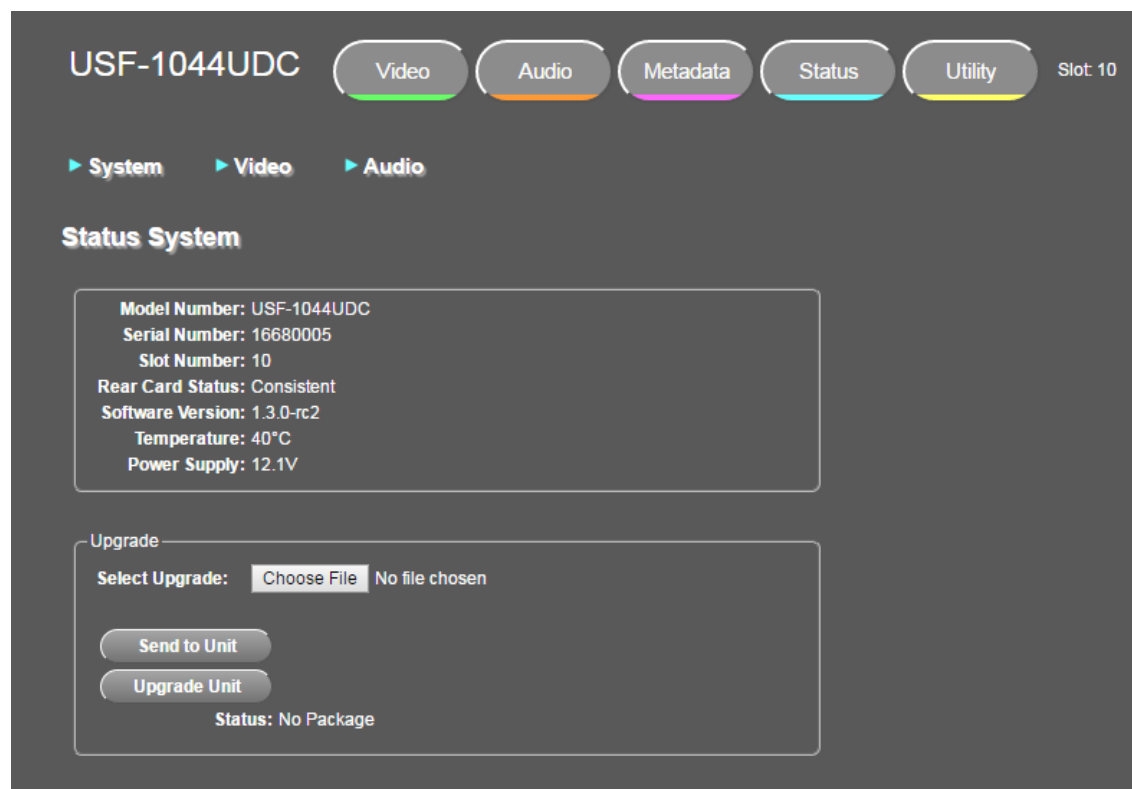 USF-1044UDC Video Audio Metadata Status Utility Slot: 10
System Video Audio
Status System
Model Number: USF-1044UDC
Serial Number: 16680005
Slot Number: 10
Rear Card Status: Consistent
Software Version: 1.3.0-rc2
Temperature: 40°C
Power Supply: 12.1V
Upgrade
Select Upgrade: Choose File No file chosen
Send to Unit
Upgrade Unit
Status: No Package